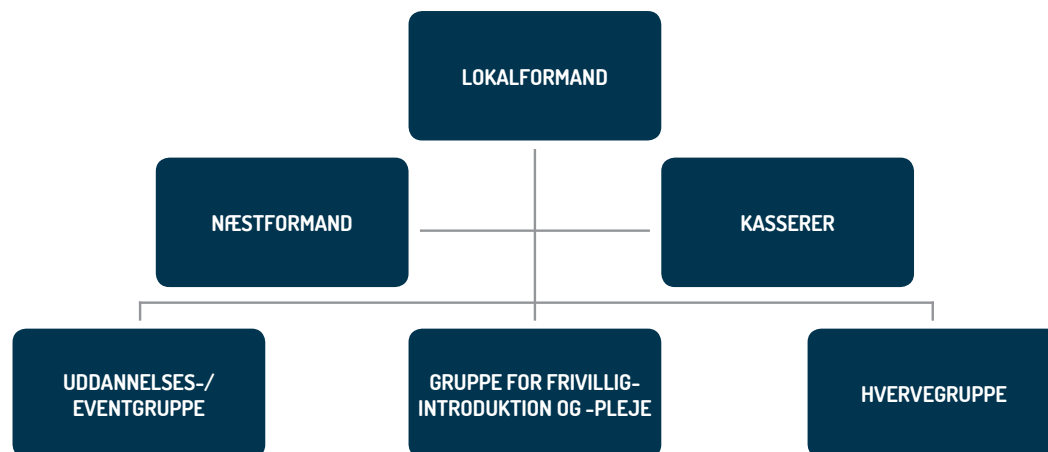 LOKALFORMAND
NÆSTFORMAND
KASSERER
UDDANNELSES-/
EVENTGRUPPE
GRUPPE FOR FRIVILLIG-
INTRODUKTION OG -PLEJE
HVERVEGRUPPE